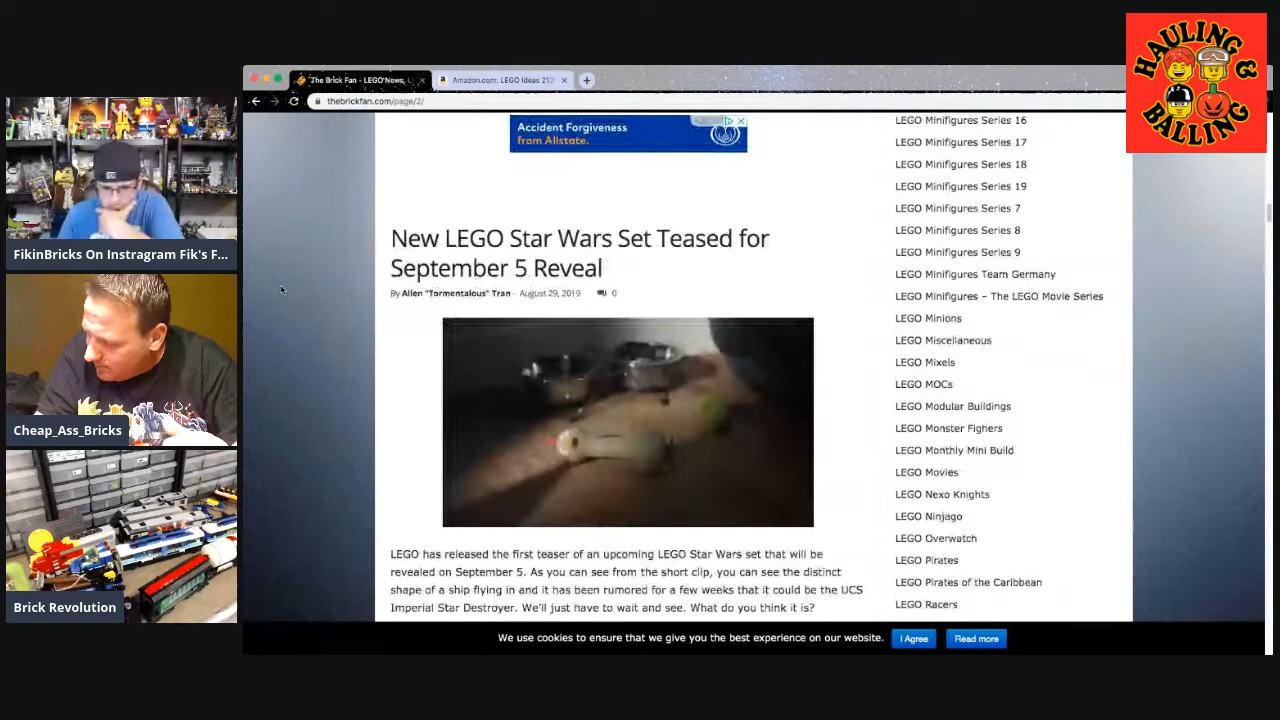 HAULING
BALLING
The Brick Fan - LEGO News, L
Amazon.com: LEGO Ideas 213
thebrickfan.com/page/2/
Accident Forgiveness
from Allstate.
New LEGO Star Wars Set Teased for
September 5 Reveal
By Allen "Tormentalous" Tran - August 29, 2019 0
LEGO has released the first teaser of an upcoming LEGO Star Wars set that will be
revealed on September 5. As you can see from the short clip, you can see the distinct
shape of a ship flying in and it has been rumored for a few weeks that it could be the UCS
Imperial Star Destroyer. We'll just have to wait and see. What do you think it is?
LEGO Minifigures Series 16
LEGO Minifigures Series 17
LEGO Minifigures Series 18
LEGO Minifigures Series 19
LEGO Minifigures Series 7
LEGO Minifigures Series 8
LEGO Minifigures Series 9
LEGO Minifigures Team Germany
LEGO Minifigures – The LEGO Movie Series
LEGO Minions
LEGO Miscellaneous
LEGO Mixels
LEGO MOCs
LEGO Modular Buildings
LEGO Monster Fighers
LEGO Monthly Mini Build
LEGO Movies
LEGO Nexo Knights
LEGO Ninjago
LEGO Overwatch
LEGO Pirates
LEGO Pirates of the Caribbean
LEGO Racers
We use cookies to ensure that we give you the best experience on our website. I Agree Read more
FikinBricks On Instragram Fik's F...
Cheap_Ass_Bricks
Brick Revolution